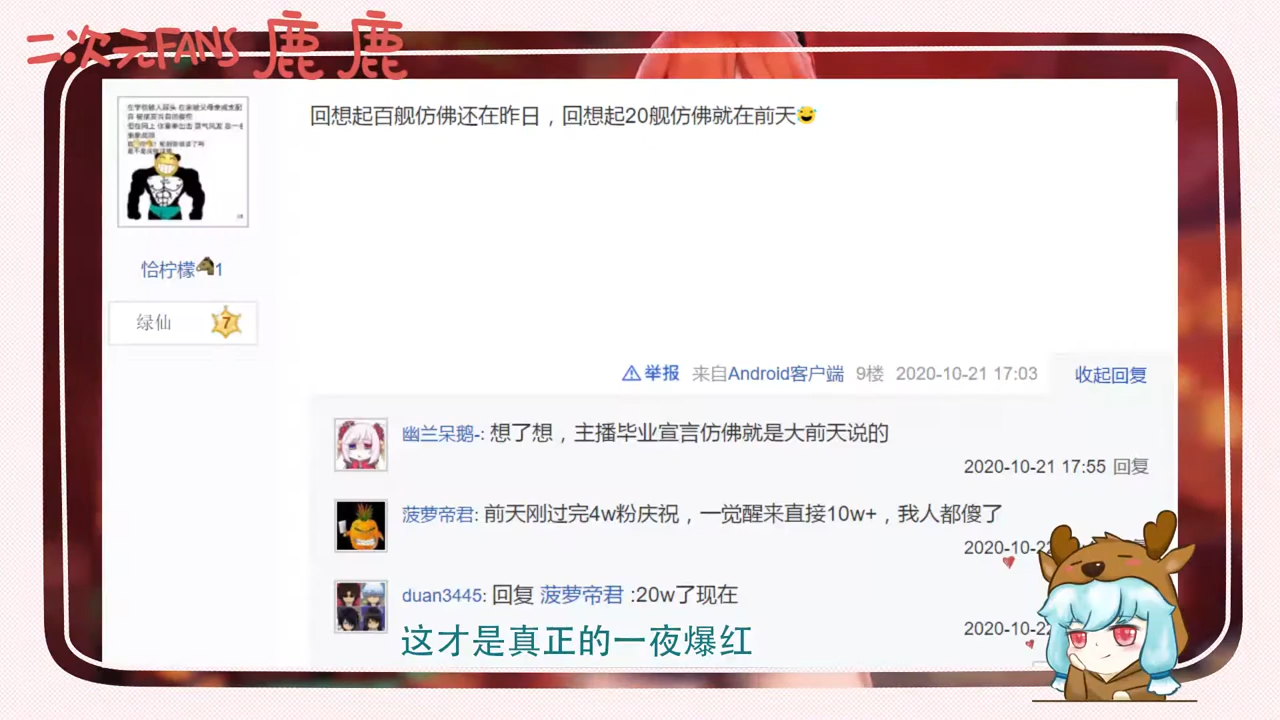 二次元FANS 鹿鹿
回想起百舰仿佛还在昨日，回想起20舰仿佛就在前天😅
恰柠檬🐴1
绿仙 7
举报 来自Android客户端 9楼 2020-10-21 17:03 收起回复
幽兰呆鹅-: 想了想，主播毕业宣言仿佛就是大前天说的
2020-10-21 17:55 回复
菠萝帝君: 前天刚过完4w粉庆祝，一觉醒来直接10w+，我人都傻了
2020-10-22
duan3445: 回复 菠萝帝君 :20w了现在
2020-10-22
这才是真正的一夜爆红